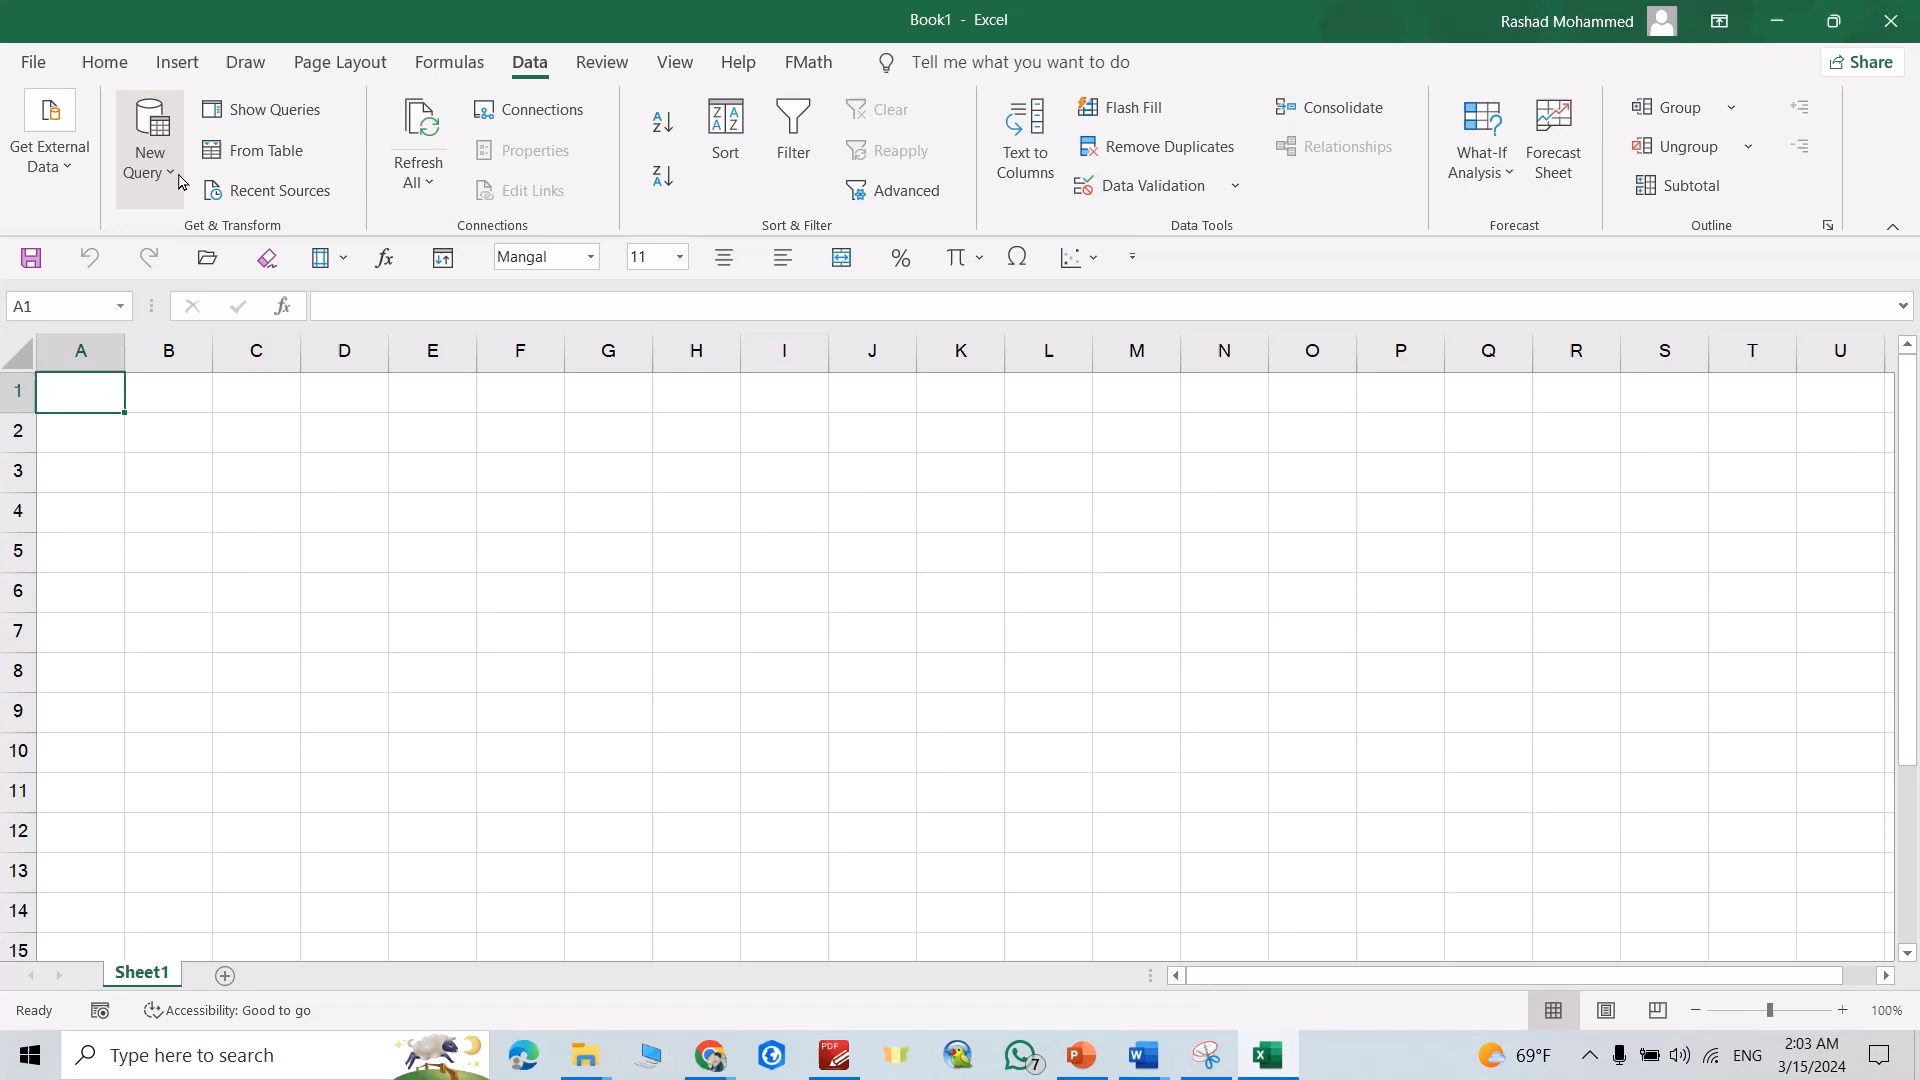 Book1 - Excel
Rashad Mohammed
File Home Insert Draw Page Layout Formulas Data Review View Help FMath Tell me what you want to do Share
Get External Data
New Query
Show Queries
From Table
Recent Sources
Get & Transform
Refresh All
Connections
Properties
Edit Links
Connections
Sort
Filter
Clear
Reapply
Advanced
Sort & Filter
Text to Columns
Flash Fill
Remove Duplicates
Data Validation
Consolidate
Relationships
Data Tools
What-If Analysis
Forecast Sheet
Forecast
Group
Ungroup
Subtotal
Outline
Mangal 11 % π Ω
A1 fx
A B C D E F G H I J K L M N O P Q R S T U
1
2
3
4
5
6
7
8
9
10
11
12
13
14
15
Sheet1
Ready Accessibility: Good to go 100%
Type here to search 7 69°F ENG 2:03 AM
3/15/2024